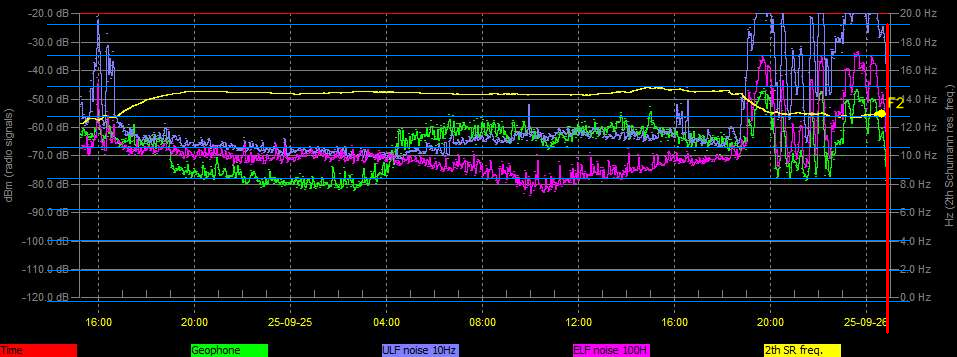 -20.0 dB 20.0 Hz
-30.0 dB 18.0 Hz
-40.0 dB 16.0 Hz
-50.0 dB 14.0 Hz
F2
-60.0 dB 12.0 Hz
-70.0 dB 10.0 Hz
-80.0 dB 8.0 Hz
-90.0 dB 6.0 Hz
-100.0 dB 4.0 Hz
-110.0 dB 2.0 Hz
-120.0 dB 0.0 Hz
dBm (radio signals)
Hz (2th Schumann res. freq.)
16:00 20:00 25-09-25 04:00 08:00 12:00 16:00 20:00 25-09-26
Time Geophone ULF noise 10Hz ELF noise 100H 2th SR freq.